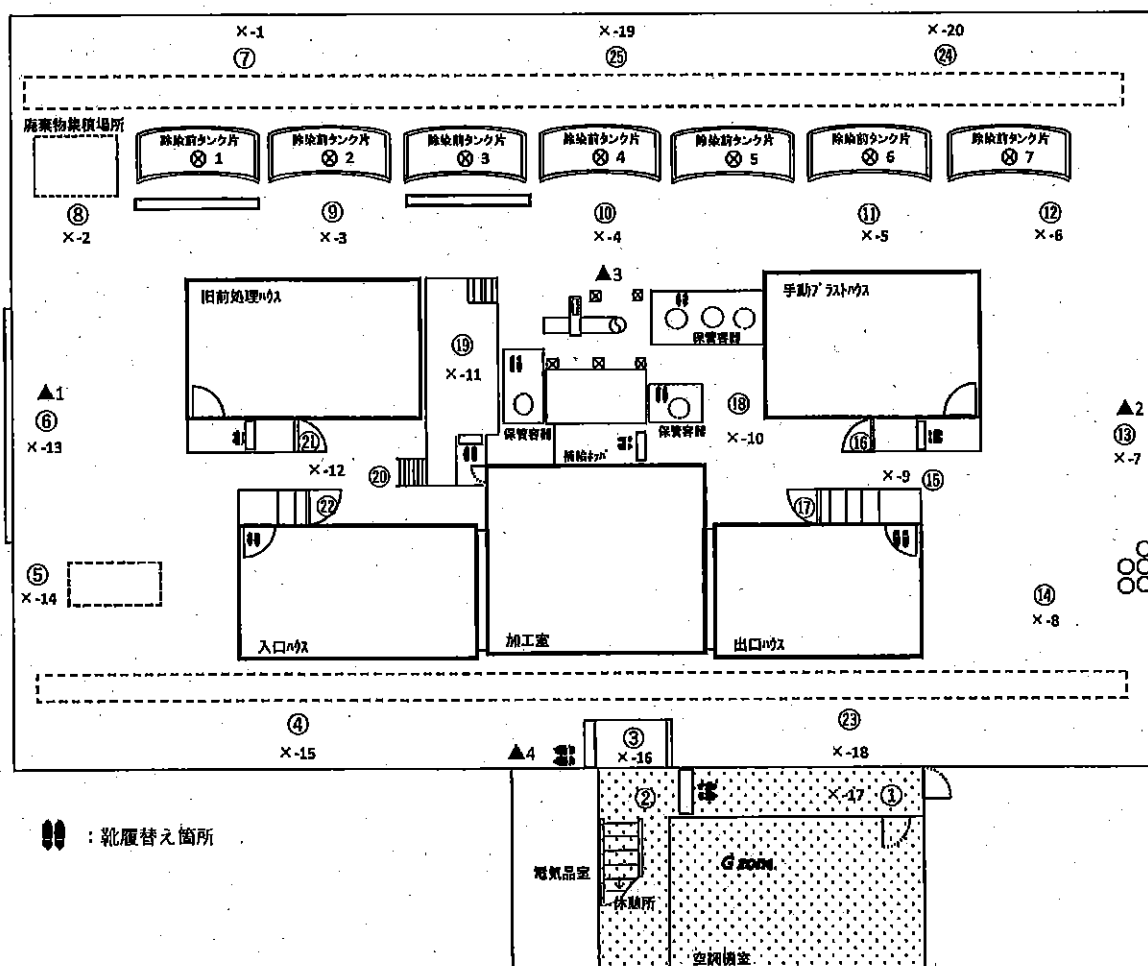 ×-1
×-19
×-20
⑦
㉕
㉔
廃棄物集積場所
除染前タンク片
⊗ 1
除染前タンク片
⊗ 2
除染前タンク片
⊗ 3
除染前タンク片
⊗ 4
除染前タンク片
⊗ 5
除染前タンク片
⊗ 6
除染前タンク片
⊗ 7
⑧
×-2
⑨
×-3
⑩
×-4
⑪
×-5
⑫
×-6
▲3
旧前処理ハウス
手動ブラストハウス
保管容器
⑲
×-11
▲1
⑥
×-13
▲2
⑬
×-7
⑱
×-10
保管容器
保管容器
補給ホッパ
㉑
⑯
×-12
⑳
×-9
⑮
㉒
⑰
⑤
×-14
⑭
×-8
入口ハウス
加工室
出口ハウス
④
×-15
▲4
③
×-16
㉓
×-18
②
×-17
①
:靴履替え箇所
電気品室
G zone
休憩所
空調機室